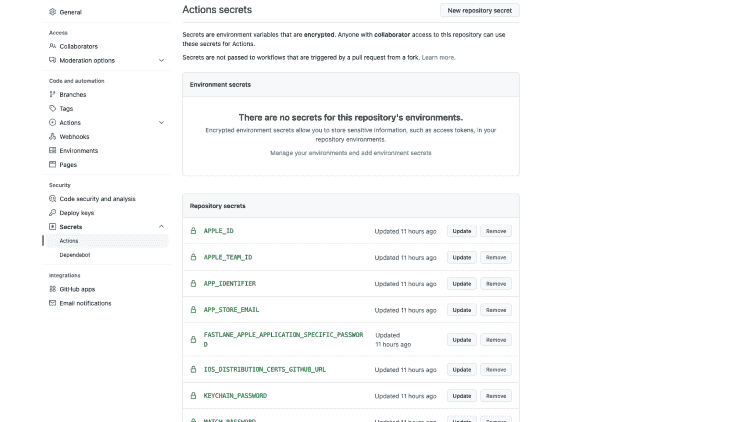 General
Access
Collaborators
Moderation options
Code and automation
Branches
Tags
Actions
Webhooks
Environments
Pages
Security
Code security and analysis
Deploy keys
Secrets
Actions
Dependabot
Integrations
GitHub apps
Email notifications
Actions secrets
New repository secret
Secrets are environment variables that are encrypted. Anyone with collaborator access to this repository can use
these secrets for Actions.
Secrets are not passed to workflows that are triggered by a pull request from a fork. Learn more.
Environment secrets
There are no secrets for this repository's environments.
Encrypted environment secrets allow you to store sensitive information, such as access tokens, in your
repository environments.
Manage your environments and add environment secrets
Repository secrets
APPLE_ID Updated 11 hours ago Update Remove
APPLE_TEAM_ID Updated 11 hours ago Update Remove
APP_IDENTIFIER Updated 11 hours ago Update Remove
APP_STORE_EMAIL Updated 11 hours ago Update Remove
FASTLANE_APPLE_APPLICATION_SPECIFIC_PASSWOR
D
Updated
11 hours ago
Update Remove
IOS_DISTRIBUTION_CERTS_GITHUB_URL Updated 11 hours ago Update Remove
KEYCHAIN_PASSWORD Updated 11 hours ago Update Remove
MATCH_PASSWORD Updated 11 hours ago Update Remove